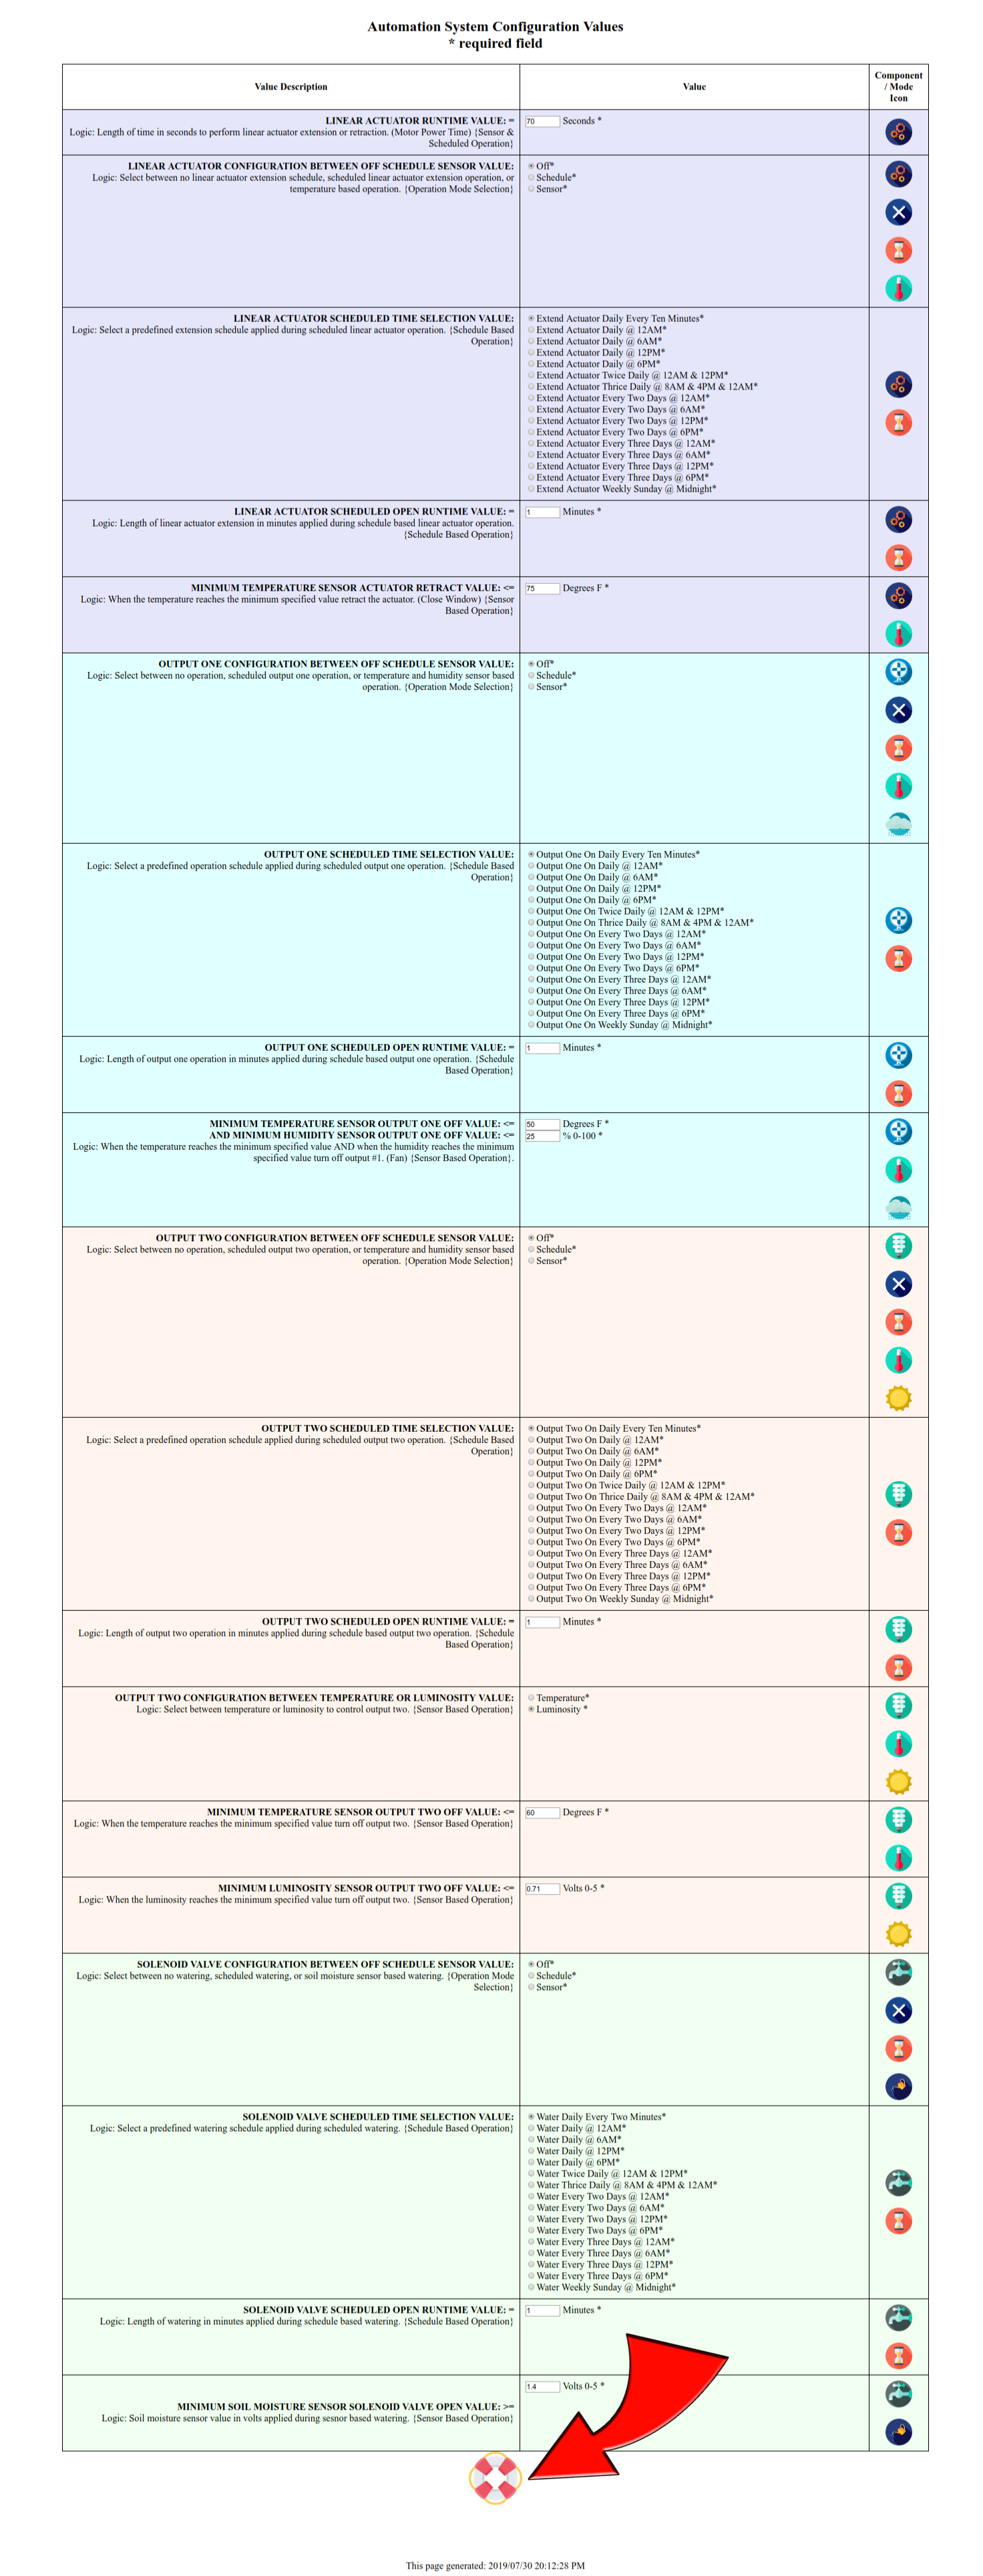 Automation System Configuration Values
* required field
Value Description
Value
Component
/ Mode
Icon
LINEAR ACTUATOR RUNTIME VALUE: =
Logic: Length of time in seconds to perform linear actuator extension or retraction. (Motor Power Time) {Sensor &
Scheduled Operation}
70 Seconds *
LINEAR ACTUATOR CONFIGURATION BETWEEN OFF SCHEDULE SENSOR VALUE:
Logic: Select between no linear actuator extension schedule, scheduled linear actuator extension operation, or
temperature based operation. {Operation Mode Selection}
Off*
Schedule*
Sensor*
LINEAR ACTUATOR SCHEDULED TIME SELECTION VALUE:
Logic: Select a predefined extension schedule applied during scheduled linear actuator operation. {Schedule Based
Operation}
Extend Actuator Daily Every Ten Minutes*
Extend Actuator Daily @ 12AM*
Extend Actuator Daily @ 6AM*
Extend Actuator Daily @ 12PM*
Extend Actuator Daily @ 6PM*
Extend Actuator Twice Daily @ 12AM & 12PM*
Extend Actuator Thrice Daily @ 8AM & 4PM & 12AM*
Extend Actuator Every Two Days @ 12AM*
Extend Actuator Every Two Days @ 6AM*
Extend Actuator Every Two Days @ 12PM*
Extend Actuator Every Two Days @ 6PM*
Extend Actuator Every Three Days @ 12AM*
Extend Actuator Every Three Days @ 6AM*
Extend Actuator Every Three Days @ 12PM*
Extend Actuator Every Three Days @ 6PM*
Extend Actuator Weekly Sunday @ Midnight*
LINEAR ACTUATOR SCHEDULED OPEN RUNTIME VALUE: =
Logic: Length of linear actuator extension in minutes applied during schedule based linear actuator operation.
{Schedule Based Operation}
1 Minutes *
MINIMUM TEMPERATURE SENSOR ACTUATOR RETRACT VALUE: <=
Logic: When the temperature reaches the minimum specified value retract the actuator. (Close Window) {Sensor
Based Operation}
75 Degrees F *
OUTPUT ONE CONFIGURATION BETWEEN OFF SCHEDULE SENSOR VALUE:
Logic: Select between no operation, scheduled output one operation, or temperature and humidity sensor based
operation. {Operation Mode Selection}
Off*
Schedule*
Sensor*
OUTPUT ONE SCHEDULED TIME SELECTION VALUE:
Logic: Select a predefined operation schedule applied during scheduled output one operation. {Schedule Based
Operation}
Output One On Daily Every Ten Minutes*
Output One On Daily @ 12AM*
Output One On Daily @ 6AM*
Output One On Daily @ 12PM*
Output One On Daily @ 6PM*
Output One On Twice Daily @ 12AM & 12PM*
Output One On Thrice Daily @ 8AM & 4PM & 12AM*
Output One On Every Two Days @ 12AM*
Output One On Every Two Days @ 6AM*
Output One On Every Two Days @ 12PM*
Output One On Every Two Days @ 6PM*
Output One On Every Three Days @ 12AM*
Output One On Every Three Days @ 6AM*
Output One On Every Three Days @ 12PM*
Output One On Every Three Days @ 6PM*
Output One On Weekly Sunday @ Midnight*
OUTPUT ONE SCHEDULED OPEN RUNTIME VALUE: =
Logic: Length of output one operation in minutes applied during schedule based output one operation. {Schedule
Based Operation}
1 Minutes *
MINIMUM TEMPERATURE SENSOR OUTPUT ONE OFF VALUE: <=
AND MINIMUM HUMIDITY SENSOR OUTPUT ONE OFF VALUE: <=
Logic: When the temperature reaches the minimum specified value AND when the humidity reaches the minimum
specified value turn off output #1. (Fan) {Sensor Based Operation}.
50 Degrees F *
25 % 0-100 *
OUTPUT TWO CONFIGURATION BETWEEN OFF SCHEDULE SENSOR VALUE:
Logic: Select between no operation, scheduled output two operation, or temperature and humidity sensor based
operation. {Operation Mode Selection}
Off*
Schedule*
Sensor*
OUTPUT TWO SCHEDULED TIME SELECTION VALUE:
Logic: Select a predefined operation schedule applied during scheduled output two operation. {Schedule Based
Operation}
Output Two On Daily Every Ten Minutes*
Output Two On Daily @ 12AM*
Output Two On Daily @ 6AM*
Output Two On Daily @ 12PM*
Output Two On Daily @ 6PM*
Output Two On Twice Daily @ 12AM & 12PM*
Output Two On Thrice Daily @ 8AM & 4PM & 12AM*
Output Two On Every Two Days @ 12AM*
Output Two On Every Two Days @ 6AM*
Output Two On Every Two Days @ 12PM*
Output Two On Every Two Days @ 6PM*
Output Two On Every Three Days @ 12AM*
Output Two On Every Three Days @ 6AM*
Output Two On Every Three Days @ 12PM*
Output Two On Every Three Days @ 6PM*
Output Two On Weekly Sunday @ Midnight*
OUTPUT TWO SCHEDULED OPEN RUNTIME VALUE: =
Logic: Length of output two operation in minutes applied during schedule based output two operation. {Schedule
Based Operation}
1 Minutes *
OUTPUT TWO CONFIGURATION BETWEEN TEMPERATURE OR LUMINOSITY VALUE:
Logic: Select between temperature or luminosity to control output two. {Sensor Based Operation}
Temperature*
Luminosity *
MINIMUM TEMPERATURE SENSOR OUTPUT TWO OFF VALUE: <=
Logic: When the temperature reaches the minimum specified value turn off output two. {Sensor Based Operation}
60 Degrees F *
MINIMUM LUMINOSITY SENSOR OUTPUT TWO OFF VALUE: <=
Logic: When the luminosity reaches the minimum specified value turn off output two. {Sensor Based Operation}
0.71 Volts 0-5 *
SOLENOID VALVE CONFIGURATION BETWEEN OFF SCHEDULE SENSOR VALUE:
Logic: Select between no watering, scheduled watering, or soil moisture sensor based watering. {Operation Mode
Selection}
Off*
Schedule*
Sensor*
SOLENOID VALVE SCHEDULED TIME SELECTION VALUE:
Logic: Select a predefined watering schedule applied during scheduled watering. {Schedule Based Operation}
Water Daily Every Two Minutes*
Water Daily @ 12AM*
Water Daily @ 6AM*
Water Daily @ 12PM*
Water Daily @ 6PM*
Water Twice Daily @ 12AM & 12PM*
Water Thrice Daily @ 8AM & 4PM & 12AM*
Water Every Two Days @ 12AM*
Water Every Two Days @ 6AM*
Water Every Two Days @ 12PM*
Water Every Two Days @ 6PM*
Water Every Three Days @ 12AM*
Water Every Three Days @ 6AM*
Water Every Three Days @ 12PM*
Water Every Three Days @ 6PM*
Water Weekly Sunday @ Midnight*
SOLENOID VALVE SCHEDULED OPEN RUNTIME VALUE: =
Logic: Length of watering in minutes applied during schedule based watering. {Schedule Based Operation}
1 Minutes *
MINIMUM SOIL MOISTURE SENSOR SOLENOID VALVE OPEN VALUE: >=
Logic: Soil moisture sensor value in volts applied during sesnor based watering. {Sensor Based Operation}
1.4 Volts 0-5 *
This page generated: 2019/07/30 20:12:28 PM